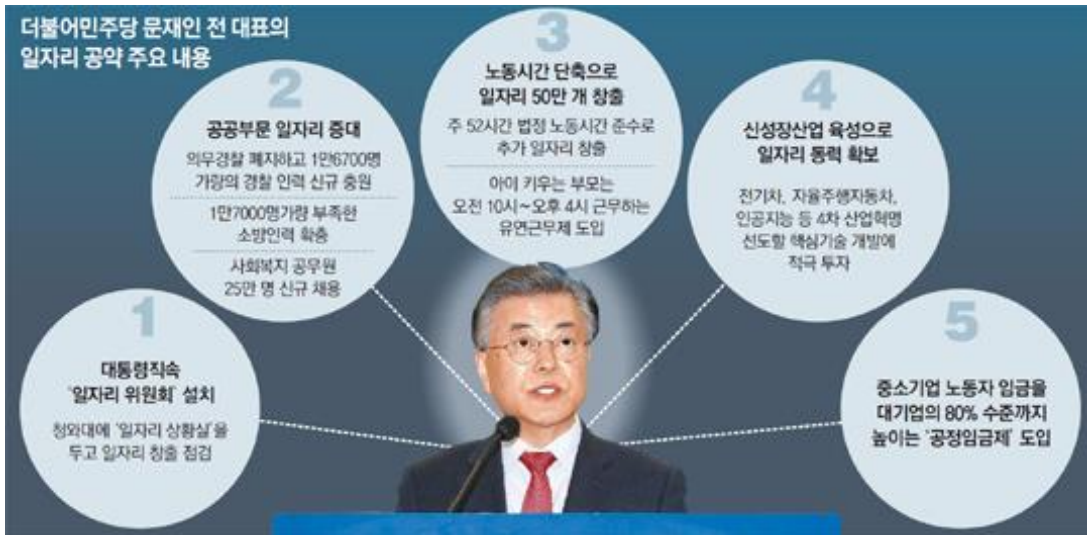 더불어민주당 문재인 전 대표의
일자리 공약 주요 내용
1
대통령직속
'일자리 위원회' 설치
청와대에 '일자리 상황실'을
두고 일자리 창출 점검
2
공공부문 일자리 증대
의무경찰 폐지하고 1만6700명
가량의 경찰 인력 신규 충원
1만7000명가량 부족한
소방인력 확충
사회복지 공무원
25만 명 신규 채용
3
노동시간 단축으로
일자리 50만 개 창출
주 52시간 법정 노동시간 준수로
추가 일자리 창출
아이 키우는 부모는
오전 10시~오후 4시 근무하는
유연근무제 도입
4
신성장산업 육성으로
일자리 동력 확보
전기차, 자율주행자동차,
인공지능 등 4차 산업혁명
선도할 핵심기술 개발에
적극 투자
5
중소기업 노동자 임금을
대기업의 80% 수준까지
높이는 '공정임금제' 도입